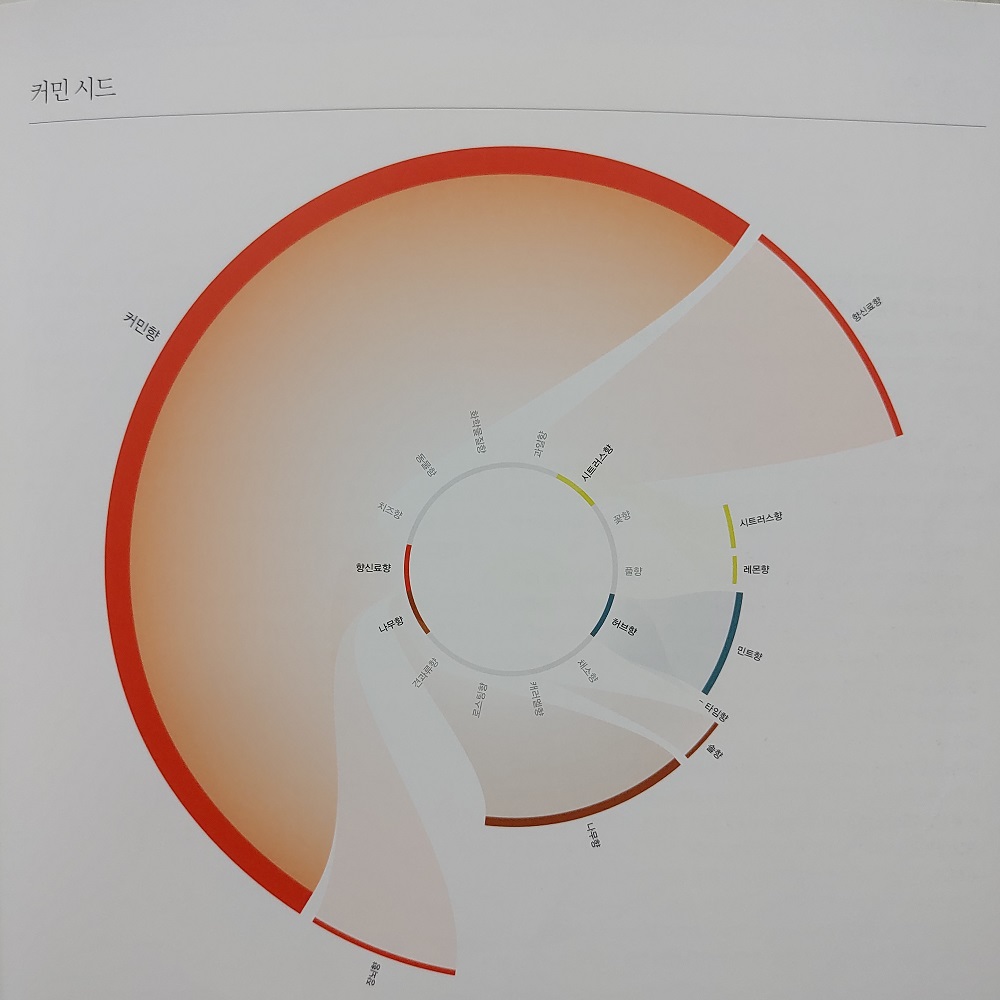 커민 시드
커민향
향신료향
시트러스향
레몬향
민트향
타임향
솔향
나무향
장뇌향
화학물질향
과일향
시트러스향
꽃향
풀향
허브향
채소향
캐러멜향
로스팅향
견과류향
나무향
향신료향
치즈향
동물향